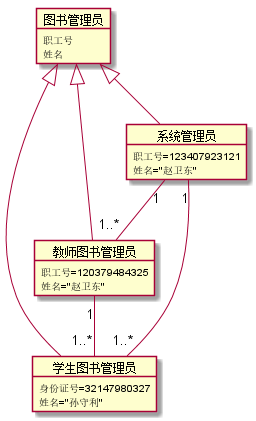 图书管理员
职工号
姓名
系统管理员
职工号=123407923121
姓名="赵卫东"
1
1
1..*
教师图书管理员
职工号=120379484325
姓名="赵卫东"
1
1..*
1..*
学生图书管理员
身份证号=32147980327
姓名="孙守利"